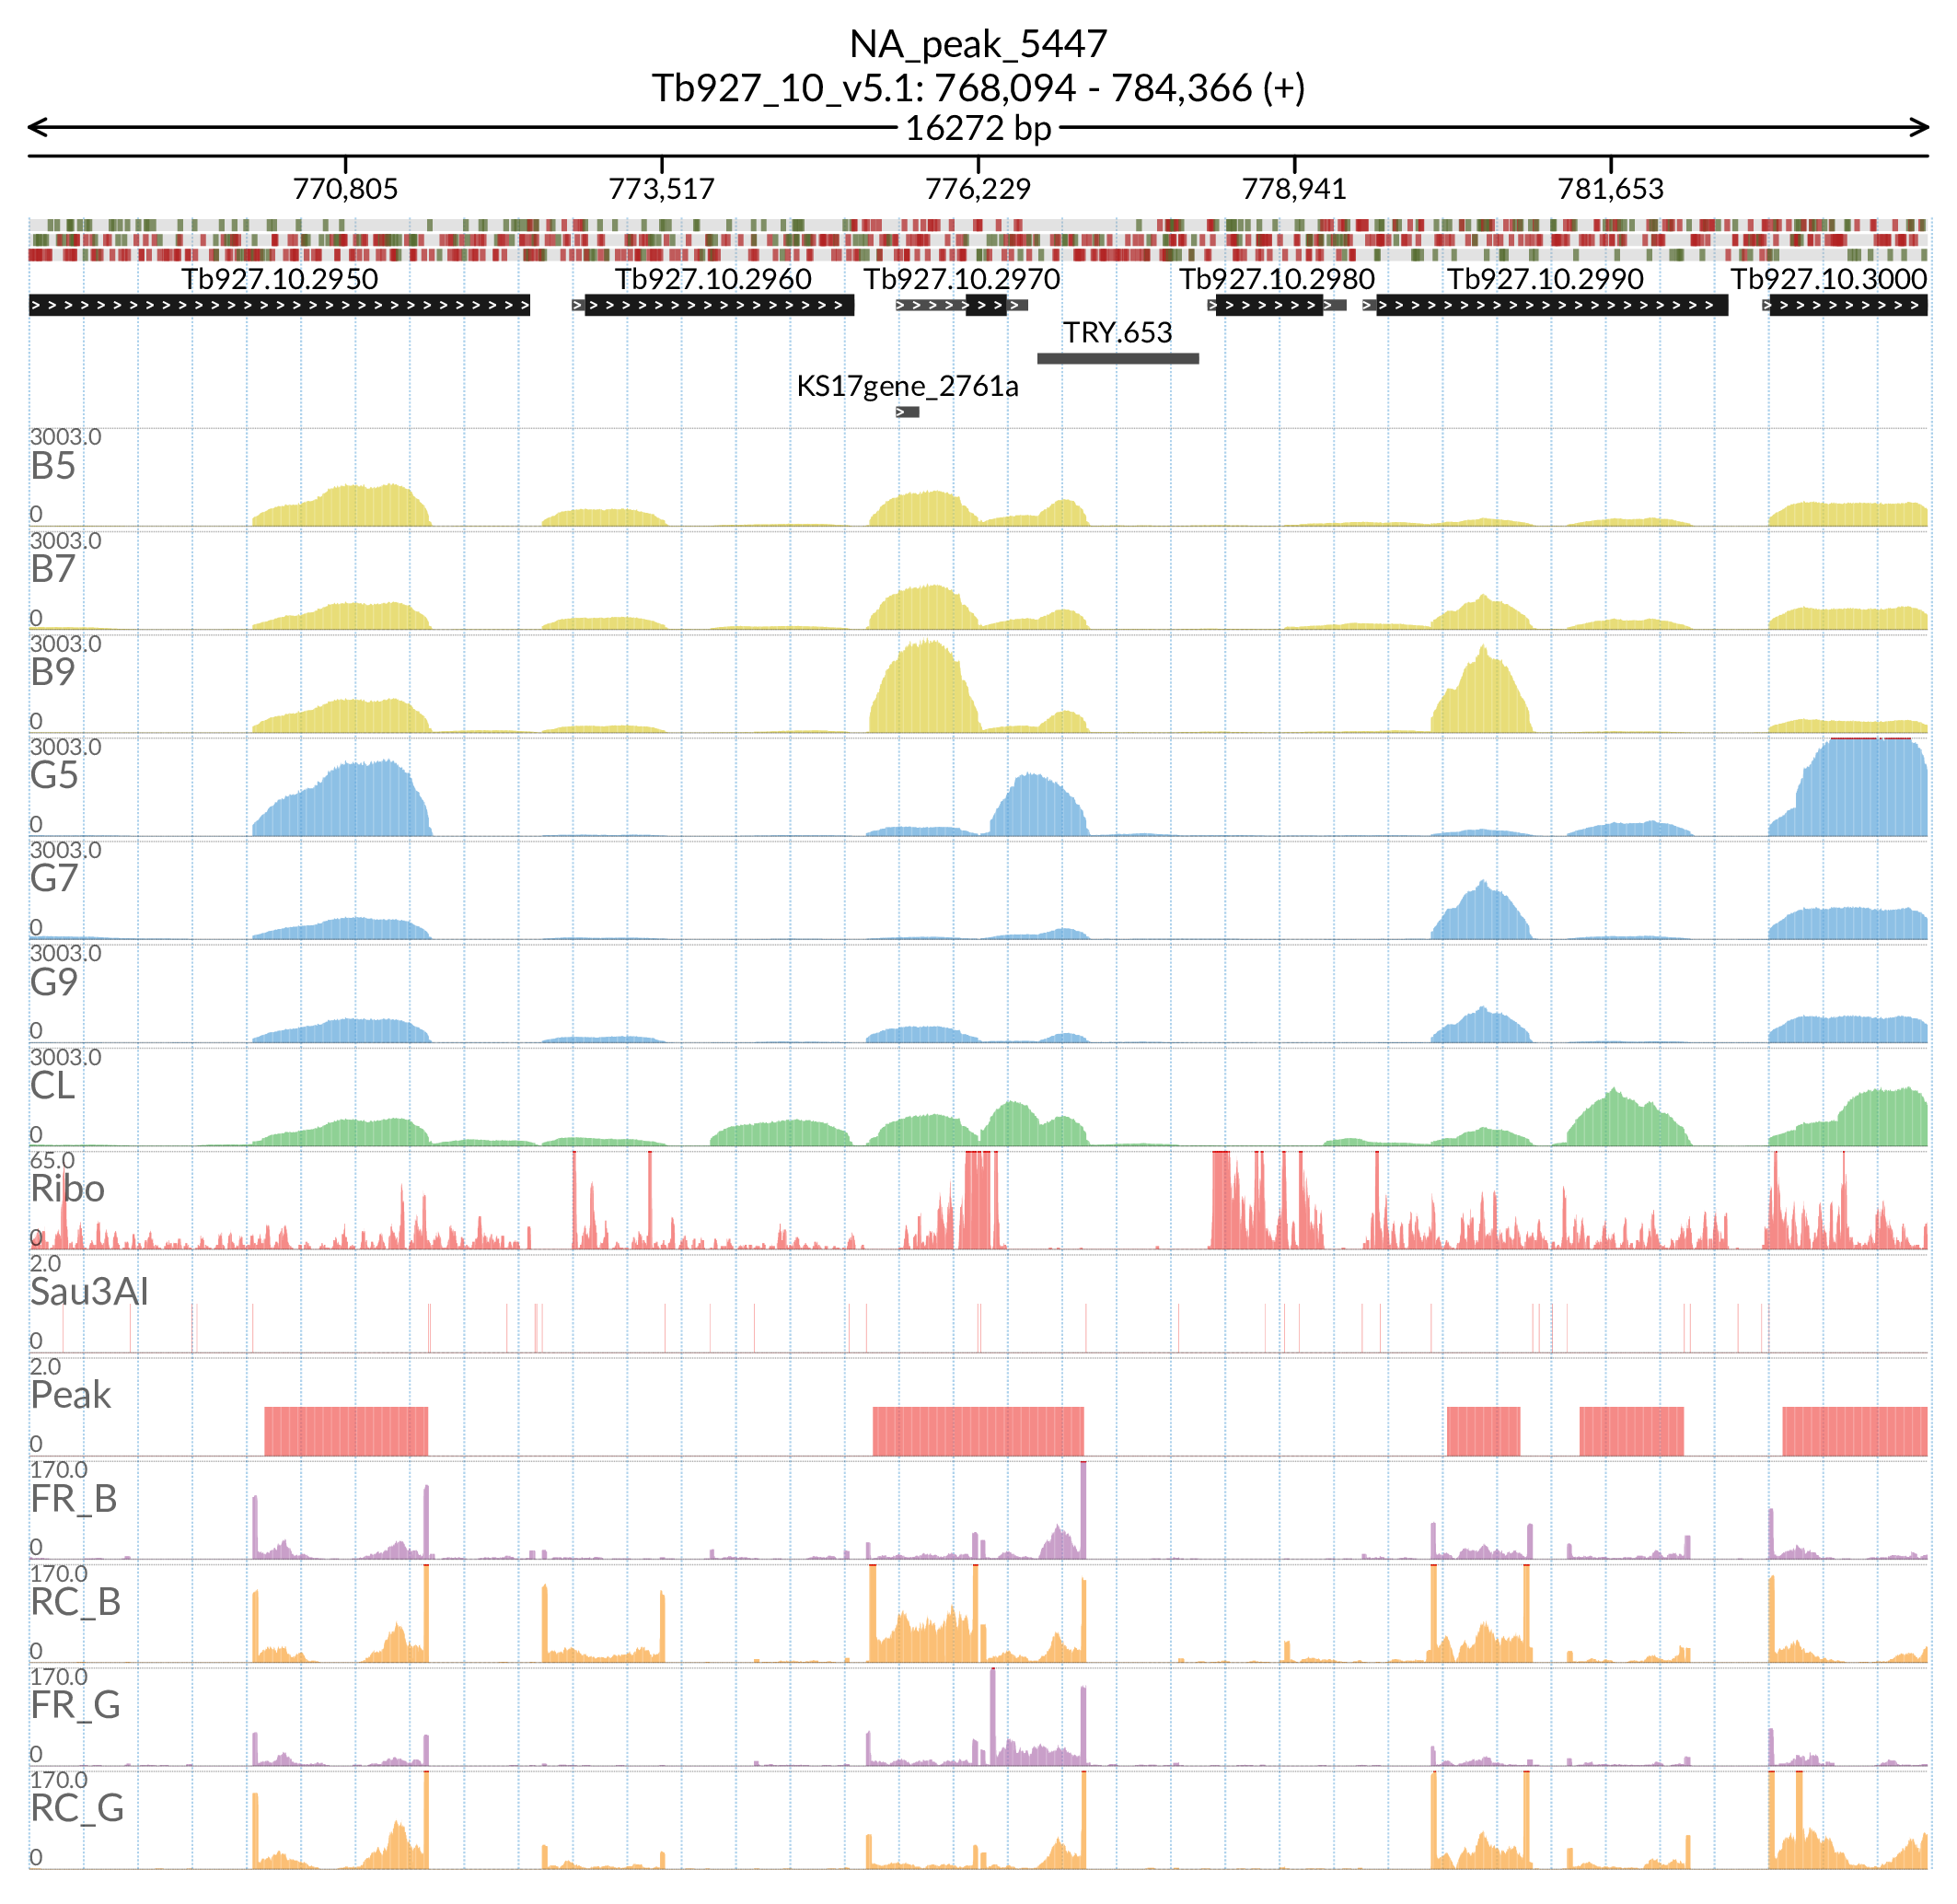 NA_peak_5447
Tb927_10_v5.1: 768,094 - 784,366 (+)
16272 bp
770,805 773,517 776,229 778,941 781,653
Tb927.10.2950 Tb927.10.2960 Tb927.10.2970 Tb927.10.2980 Tb927.10.2990 Tb927.10.3000
TRY.653
KS17gene_2761a
3003.0
B5
0
3003.0
B7
0
3003.0
B9
0
3003.0
G5
0
3003.0
G7
0
3003.0
G9
0
3003.0
CL
0
65.0
Ribo
0
2.0
Sau3AI
0
2.0
Peak
0
170.0
FR_B
0
170.0
RC_B
0
170.0
FR_G
0
170.0
RC_G
0